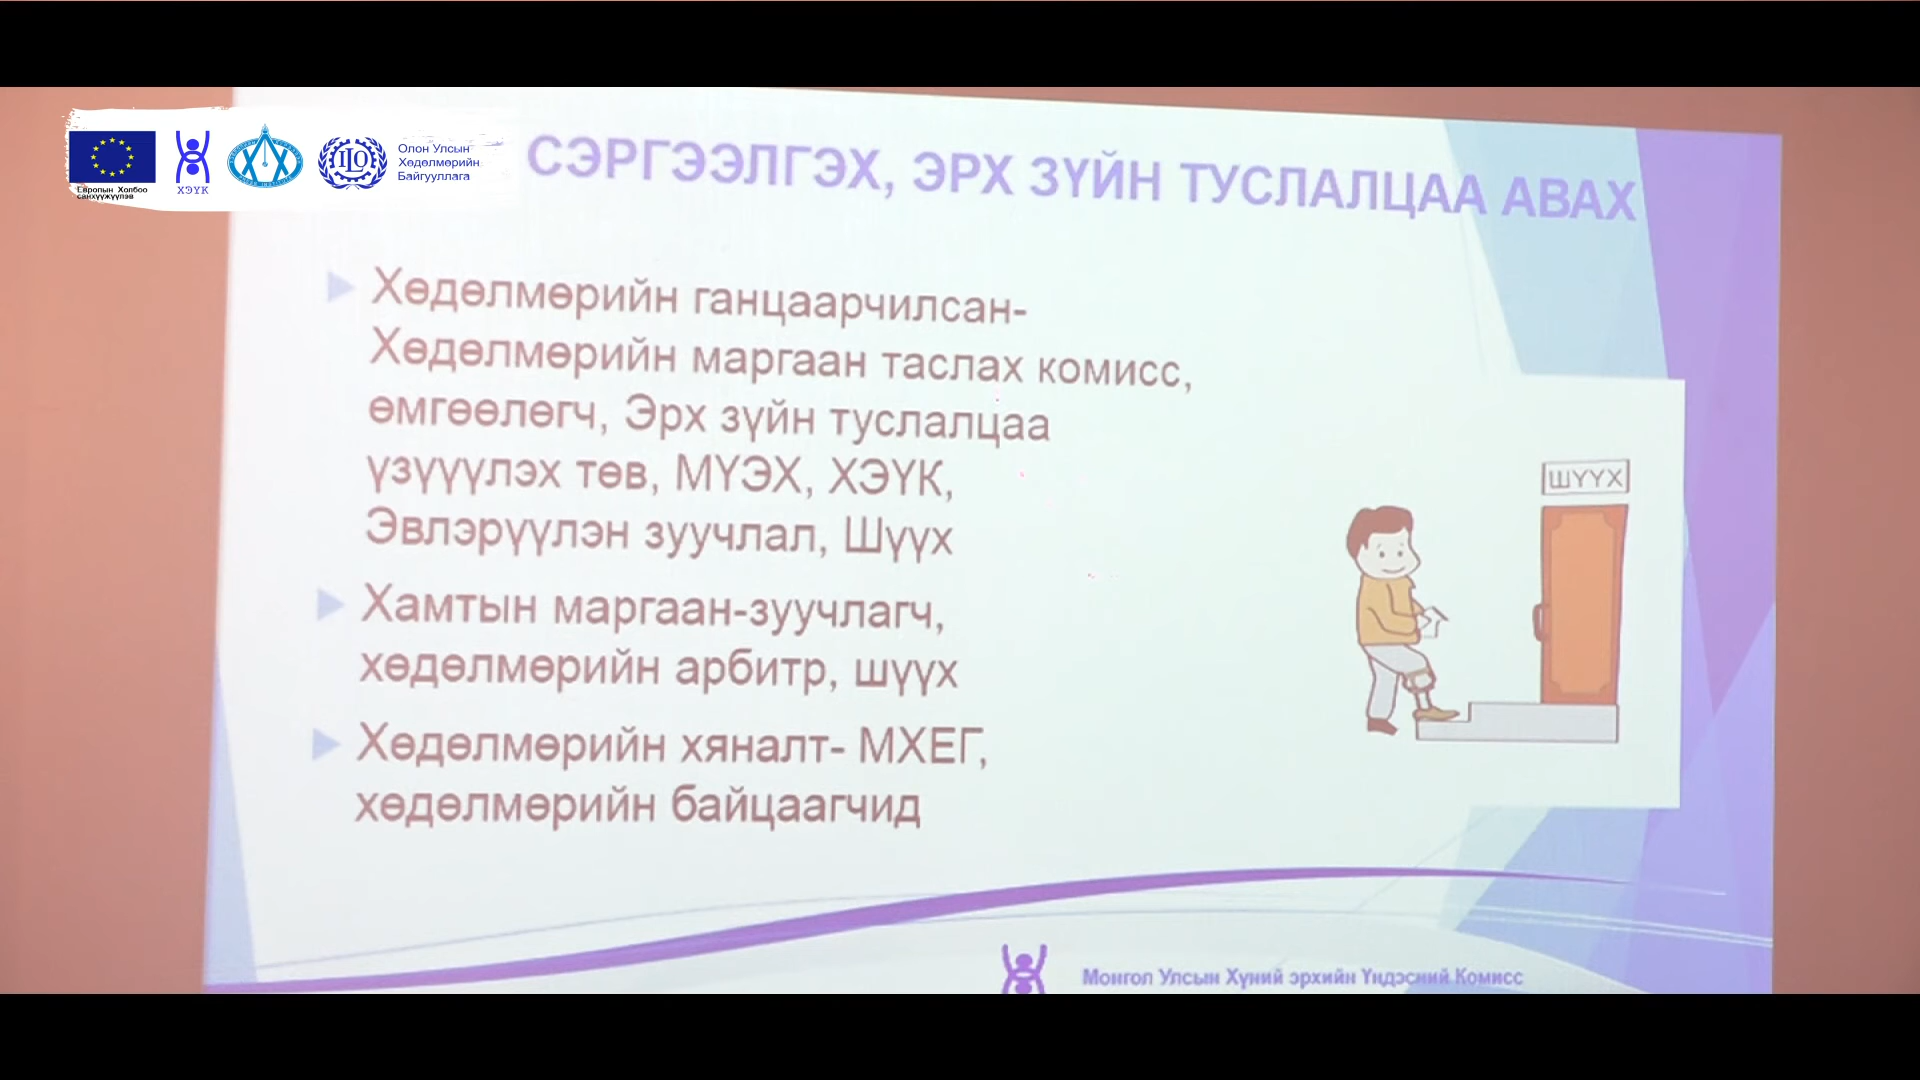 СЭРГЭЭЛГЭХ, ЭРХ ЗҮЙН ТУСЛАЛЦАА АВАХ
Европын Холбоо
санхүүжүүлэв
ХЭҮК
ILO
Олон Улсын
Хөдөлмөрийн
Байгууллага
Хөдөлмөрийн ганцаарчилсан-
Хөдөлмөрийн маргаан таслах комисс,
өмгөөлөгч, Эрх зүйн туслалцаа
үзүүүлэх төв, МҮЭХ, ХЭҮК,
Эвлэрүүлэн зуучлал, Шүүх
Хамтын маргаан-зуучлагч,
хөдөлмөрийн арбитр, шүүх
Хөдөлмөрийн хяналт- МХЕГ,
хөдөлмөрийн байцаагчид
ШҮҮХ
Монгол Улсын Хүний эрхийн Үндэсний Комисс